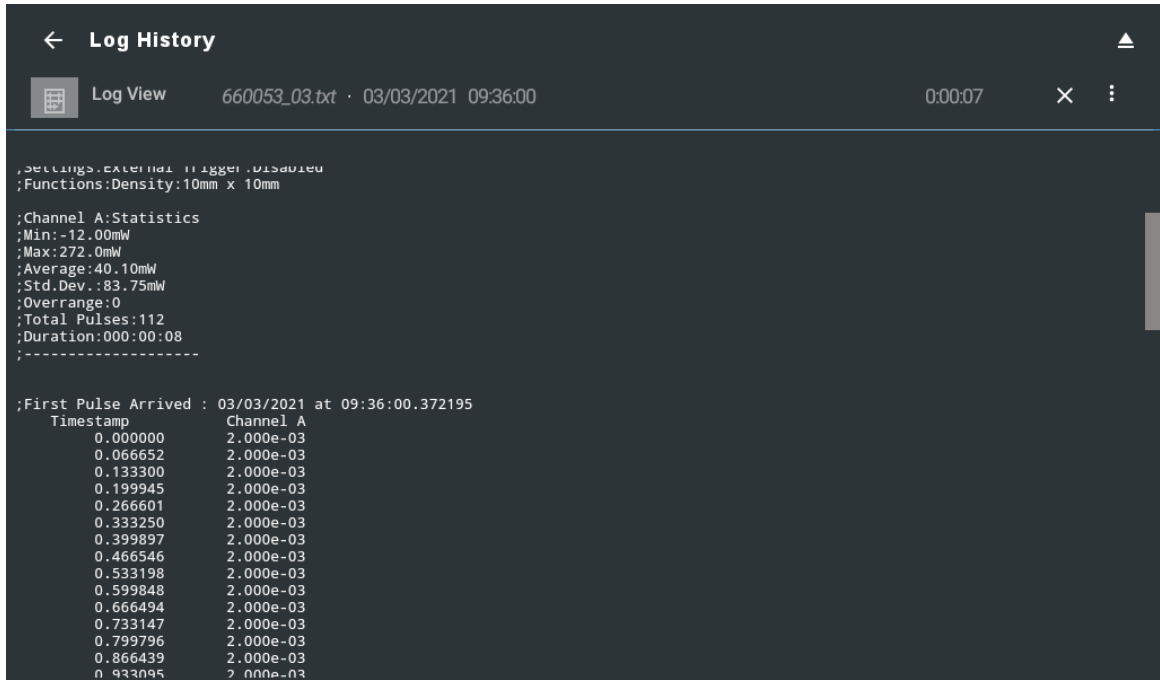 Log History
Log View 660053_03.txt · 03/03/2021 09:36:00 0:00:07
;Settings:External Trigger:Disabled
;Functions:Density:10mm x 10mm
;Channel A:Statistics
;Min:-12.00mW
;Max:272.0mW
;Average:40.10mW
;Std.Dev.:83.75mW
;Overrange:0
;Total Pulses:112
;Duration:000:00:08
;--------------------
;First Pulse Arrived : 03/03/2021 at 09:36:00.372195
Timestamp Channel A
0.000000 2.000e-03
0.066652 2.000e-03
0.133300 2.000e-03
0.199945 2.000e-03
0.266601 2.000e-03
0.333250 2.000e-03
0.399897 2.000e-03
0.466546 2.000e-03
0.533198 2.000e-03
0.599848 2.000e-03
0.666494 2.000e-03
0.733147 2.000e-03
0.799796 2.000e-03
0.866439 2.000e-03
0.933095 2.000e-03